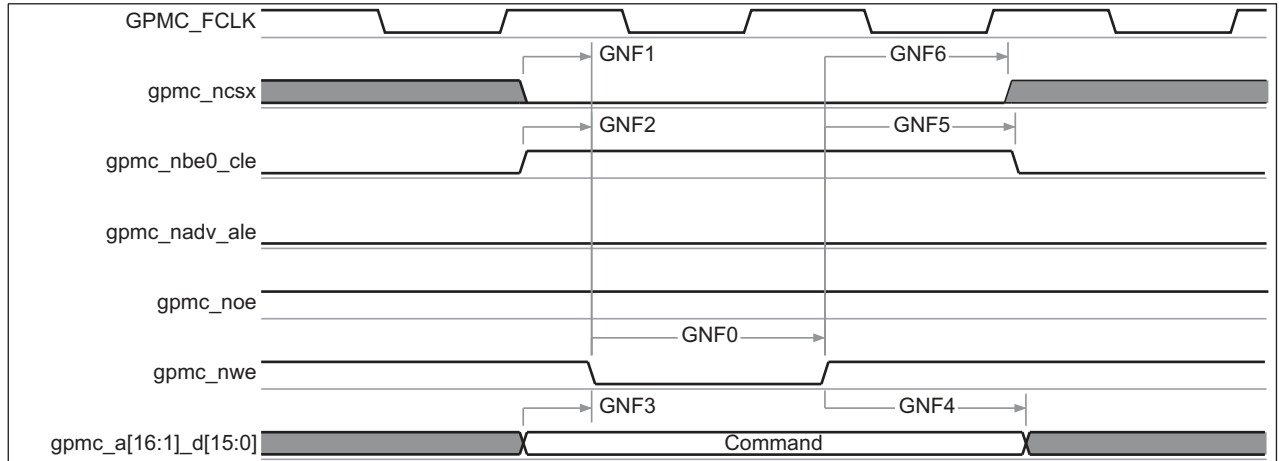 GPMC_FCLK
GNF1
GNF6
gpmc_ncsx
GNF2
GNF5
gpmc_nbe0_cle
gpmc_nadv_ale
gpmc_noe
GNF0
gpmc_nwe
GNF3
GNF4
gpmc_a[16:1]_d[15:0]
Command